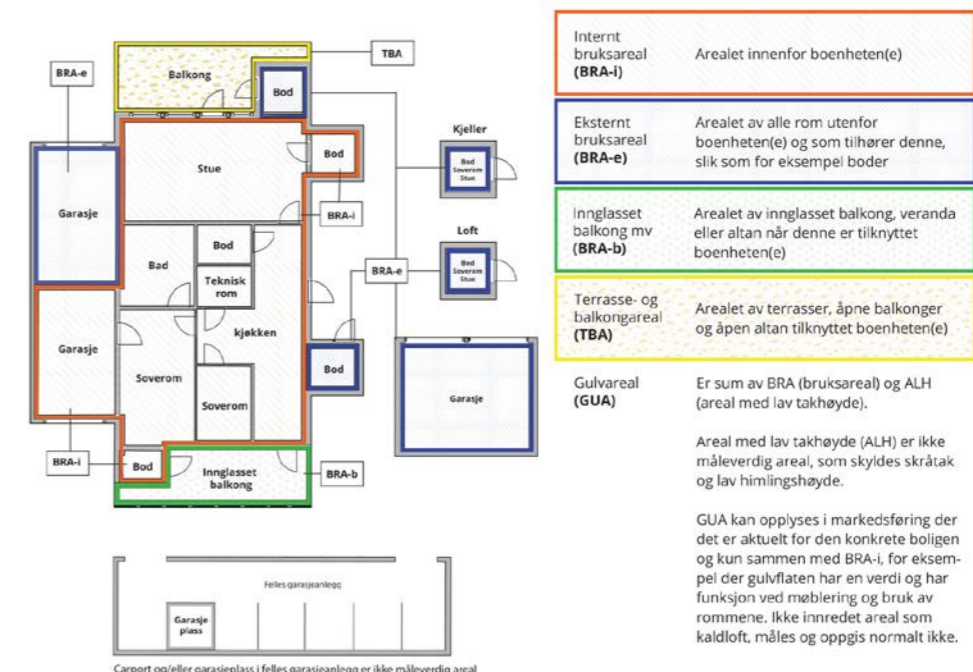 TBA
BRA-e
Balkong
Bod
Kjeller
Bod
Soverom
Stue
Stue
Bod
BRA-i
Garasje
Loft
Bod
Soverom
Stue
Bad
Bod
Teknisk
rom
BRA-e
kjøkken
Garasje
Soverom
Bod
Soverom
Garasje
BRA-i
Bod
Innglasset
balkong
BRA-b
Felles garasjeanlegg
Garasje
plass
Carport og/eller garasjeplass i felles garasjeanlegg er ikke måleverdig areal
Internt
bruksareal
(BRA-i)
Arealet innenfor boenheten(e)
Eksternt
bruksareal
(BRA-e)
Arealet av alle rom utenfor
boenheten(e) og som tilhører denne,
slik som for eksempel boder
Innglasset
balkong mv
(BRA-b)
Arealet av innglasset balkong, veranda
eller altan når denne er tilknyttet
boenheten(e)
Terrasse- og
balkongareal
(TBA)
Arealet av terrasser, åpne balkonger
og åpen altan tilknyttet boenheten(e)
Gulvareal
(GUA)
Er sum av BRA (bruksareal) og ALH
(areal med lav takhøyde).
Areal med lav takhøyde (ALH) er ikke
måleverdig areal, som skyldes skråtak
og lav himlingshøyde.
GUA kan opplyses i markedsføring der
det er aktuelt for den konkrete boligen
og kun sammen med BRA-i, for eksem-
pel der gulvflaten har en verdi og har
funksjon ved møblering og bruk av
rommene. Ikke innredet areal som
kaldloft, måles og oppgis normalt ikke.